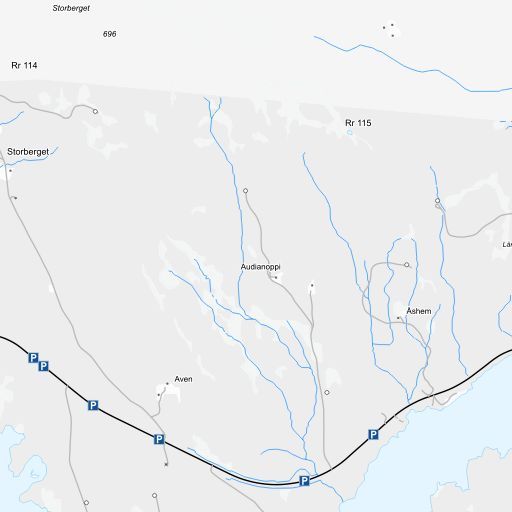 Storberget
696
Rr 114
Rr 115
Storberget
Audianoppi
Åshem
Aven
P
P
P
P
P
P